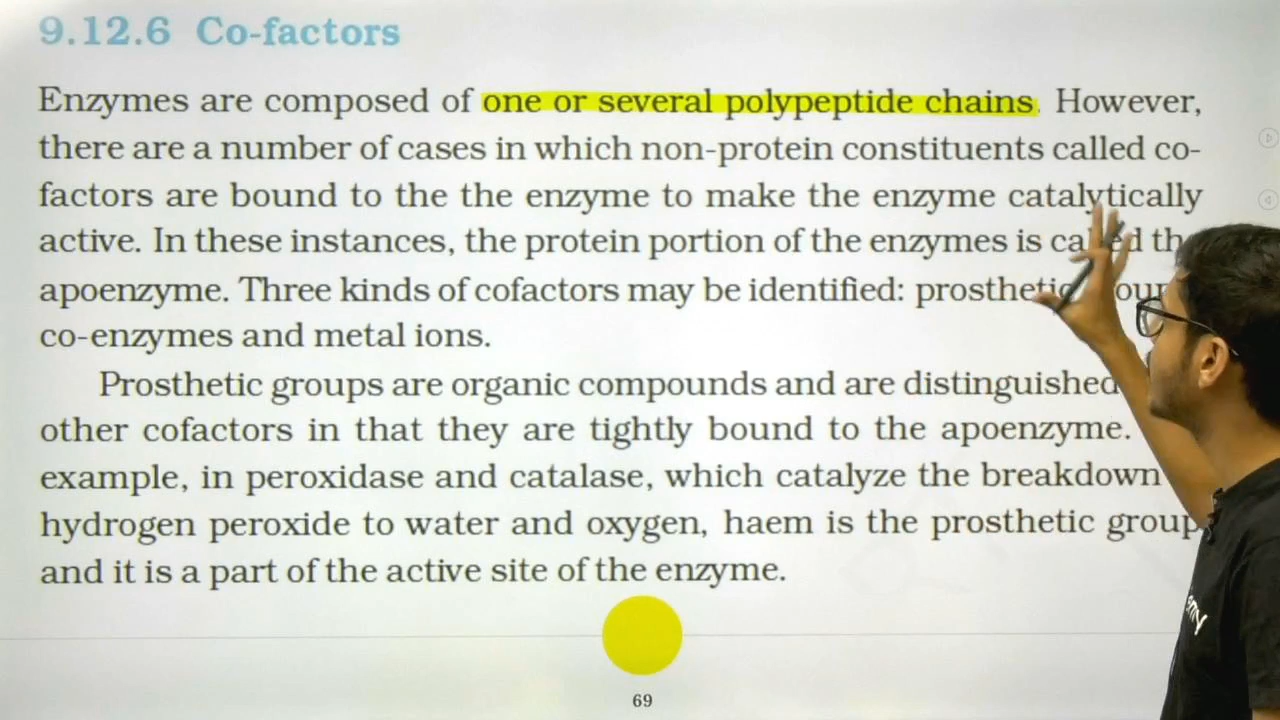 9.12.6 Co-factors
Enzymes are composed of one or several polypeptide chains. However,
there are a number of cases in which non-protein constituents called co-
factors are bound to the the enzyme to make the enzyme catalytically
active. In these instances, the protein portion of the enzymes is
apoenzyme. Three kinds of cofactors may be identified:
co-enzymes and metal ions.
Prosthetic groups are organic compounds and are distinguished
other cofactors in that they are tightly bound to the apoenzyme.
example, in peroxidase and catalase, which catalyze the breakdown
hydrogen peroxide to water and oxygen, haem is the prosthetic group
and it is a part of the active site of the enzyme.
69